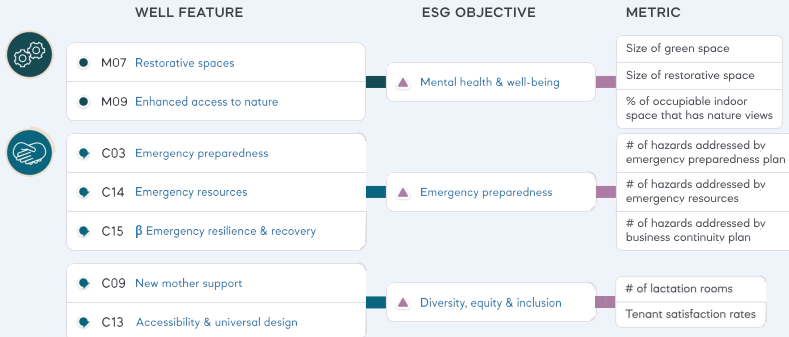 WELL FEATURE
ESG OBJECTIVE
METRIC
M07 Restorative spaces
M09 Enhanced access to nature
Mental health & well-being
Size of green space
Size of restorative space
% of occupiable indoor
space that has nature views
C03 Emergency preparedness
C14 Emergency resources
C15 β Emergency resilience & recovery
Emergency preparedness
# of hazards addressed by
emergency preparedness plan
# of hazards addressed by
emergency resources
# of hazards addressed by
business continuity plan
C09 New mother support
C13 Accessibility & universal design
Diversity, equity & inclusion
# of lactation rooms
Tenant satisfaction rates